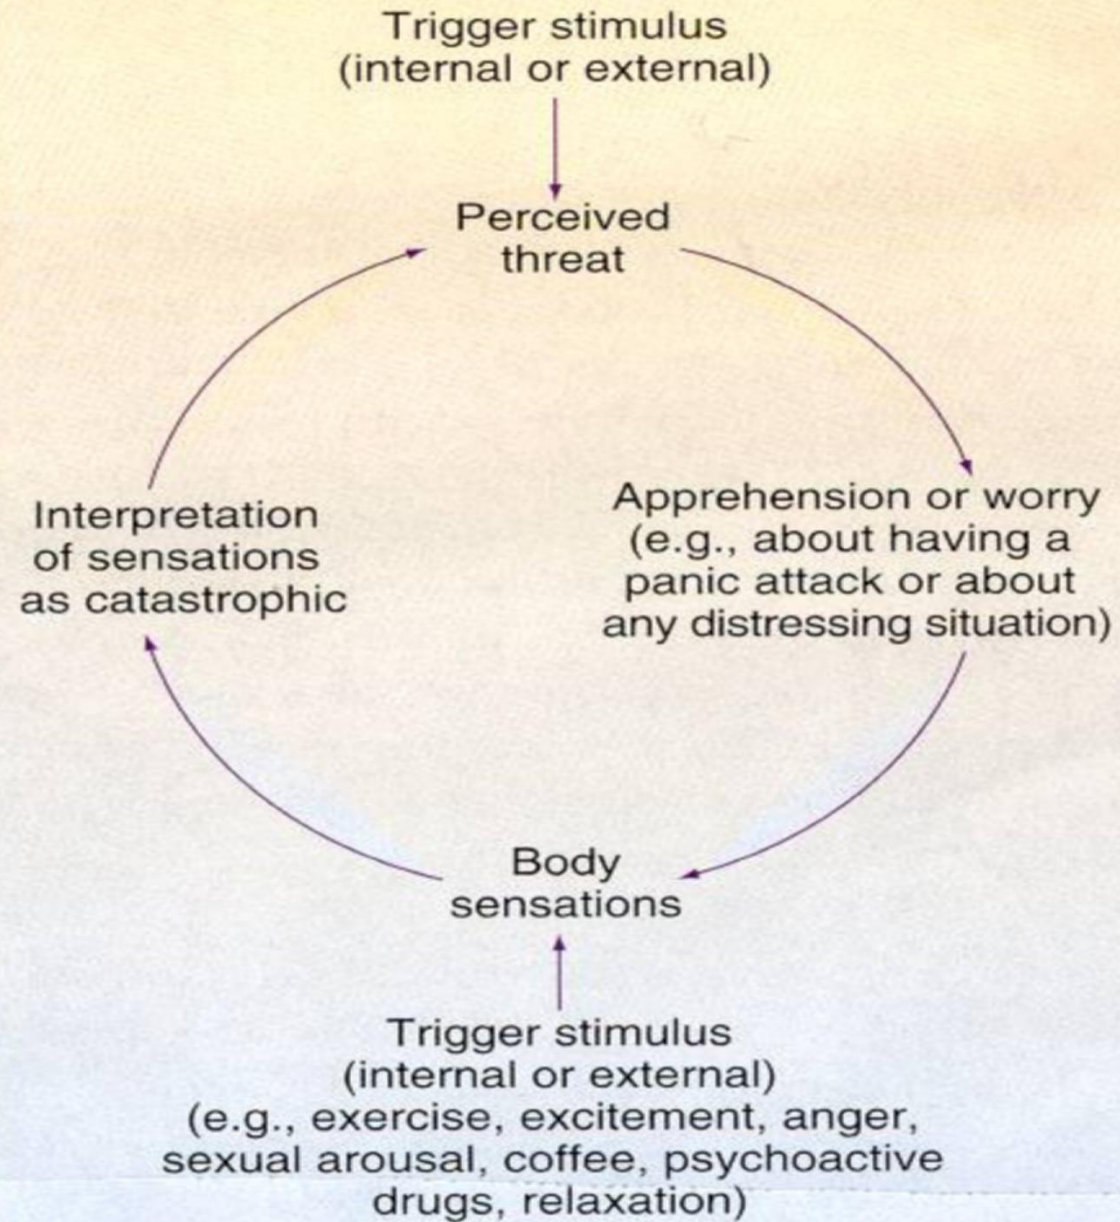 Trigger stimulus
(internal or external)
Perceived
threat
Interpretation
of sensations
as catastrophic
Apprehension or worry
(e.g., about having a
panic attack or about
any distressing situation)
Body
sensations
Trigger stimulus
(internal or external)
(e.g., exercise, excitement, anger,
sexual arousal, coffee, psychoactive
drugs, relaxation)